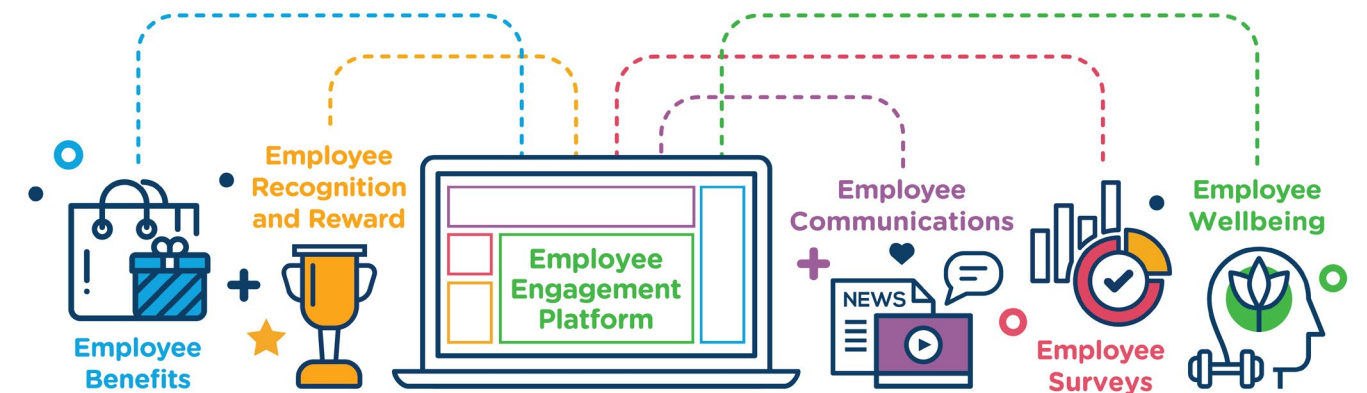 Employee
Benefits
Employee
Recognition
and Reward
Employee
Engagement
Platform
Employee
Communications
NEWS
Employee
Surveys
Employee
Wellbeing